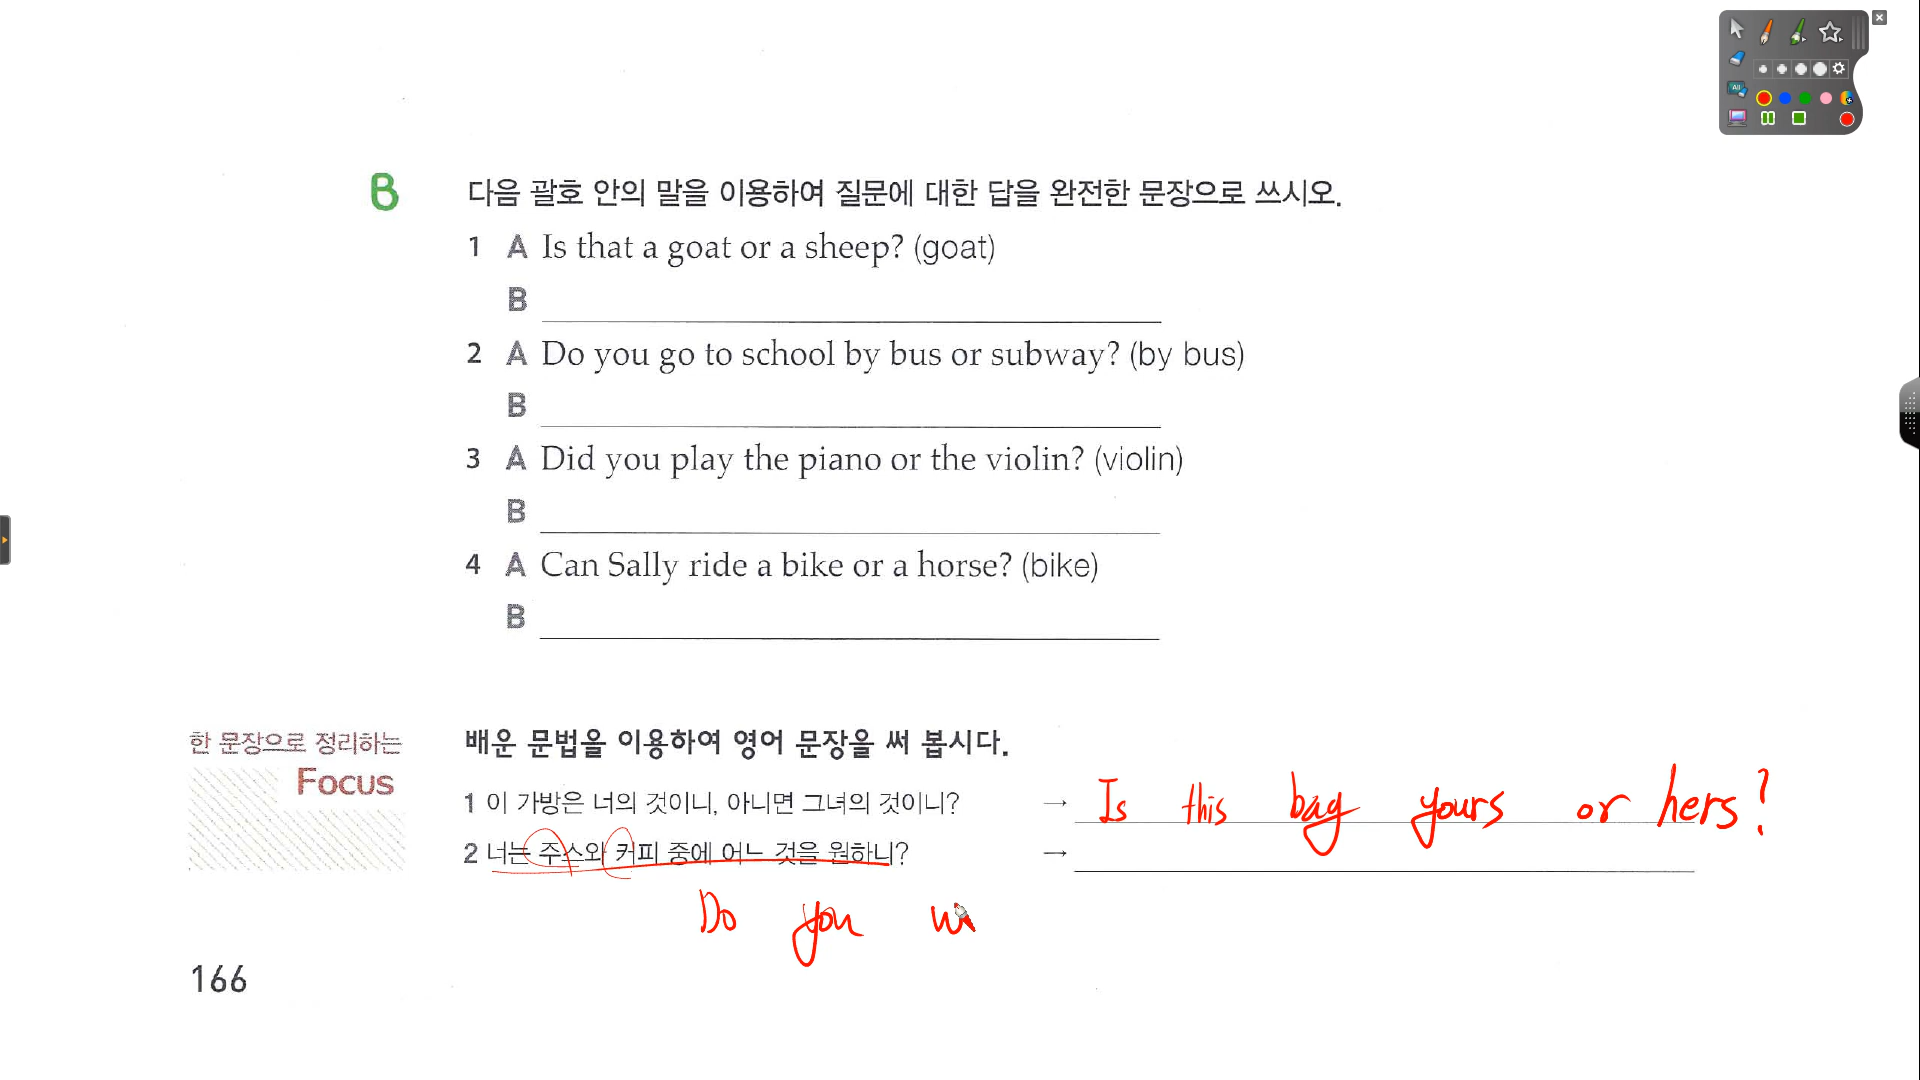 B 다음 괄호 안의 말을 이용하여 질문에 대한 답을 완전한 문장으로 쓰시오.
1 A Is that a goat or a sheep? (goat)
B
2 A Do you go to school by bus or subway? (by bus)
B
3 A Did you play the piano or the violin? (violin)
B
4 A Can Sally ride a bike or a horse? (bike)
B
한 문장으로 정리하는
Focus
배운 문법을 이용하여 영어 문장을 써 봅시다.
1 이 가방은 너의 것이니, 아니면 그녀의 것이니? → Is this bag yours or hers?
2 너는 주스와 커피 중에 어느 것을 원하니? →
Do you
166